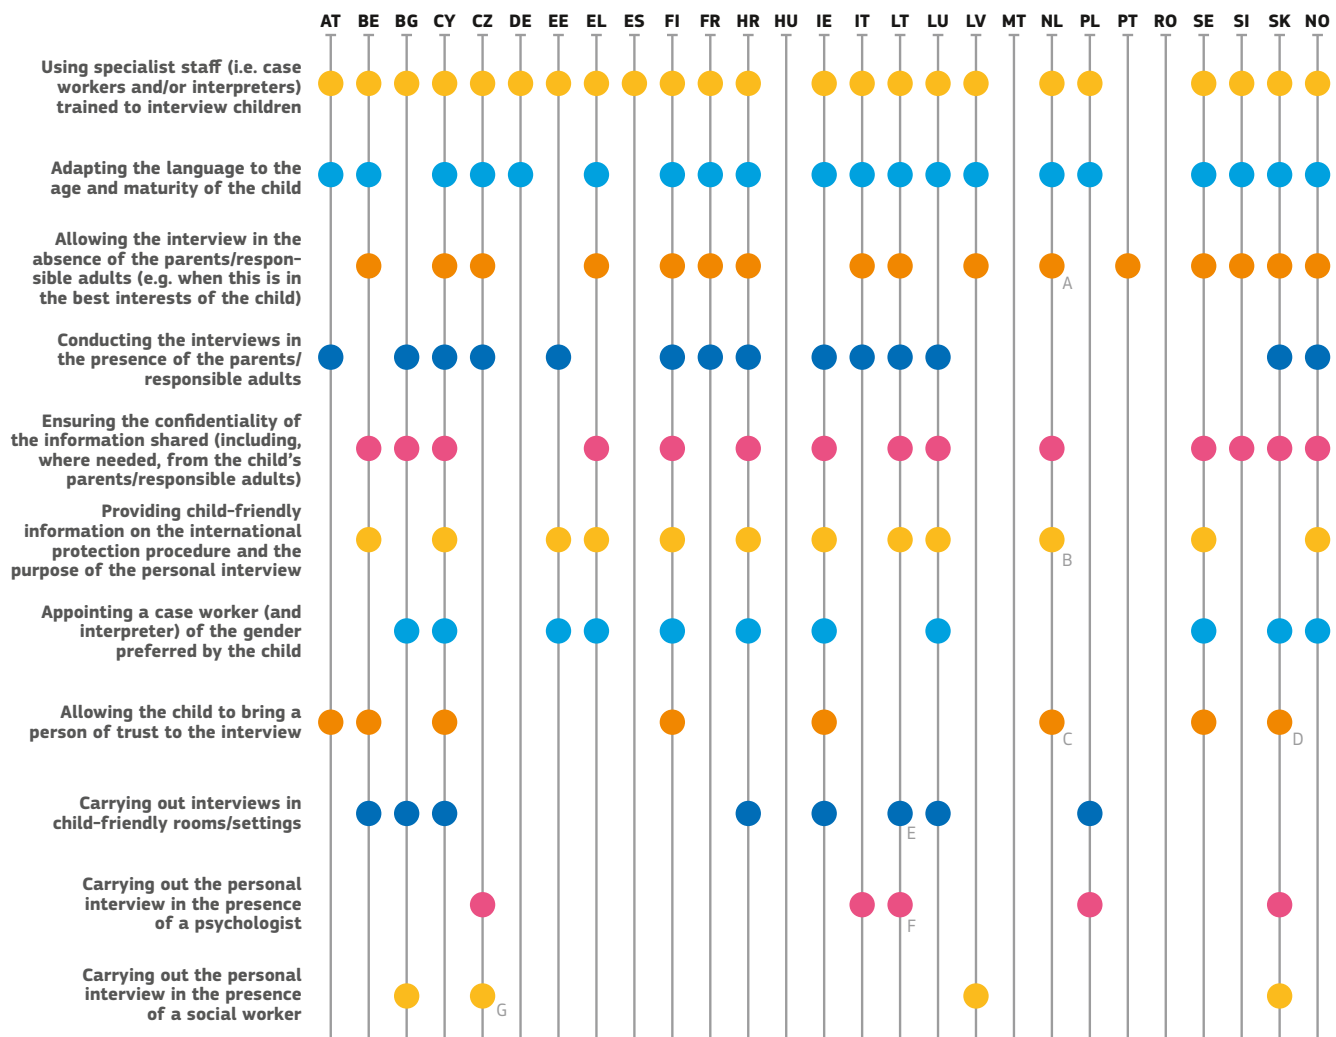 AT BE BG CY CZ DE EE EL ES FI FR HR HU IE IT LT LU LV MT NL PL PT RO SE SI SK NO
Using specialist staff (i.e. case
workers and/or interpreters)
trained to interview children
Adapting the language to the
age and maturity of the child
Allowing the interview in the
absence of the parents/respon-
sible adults (e.g. when this is in
the best interests of the child)
A
Conducting the interviews in
the presence of the parents/
responsible adults
Ensuring the confidentiality of
the information shared (including,
where needed, from the child's
parents/responsible adults)
Providing child-friendly
information on the international
protection procedure and the
purpose of the personal interview
B
Appointing a case worker (and
interpreter) of the gender
preferred by the child
Allowing the child to bring a
person of trust to the interview
C D
Carrying out interviews in
child-friendly rooms/settings
E
Carrying out the personal
interview in the presence
of a psychologist
F
Carrying out the personal
interview in the presence
of a social worker
G